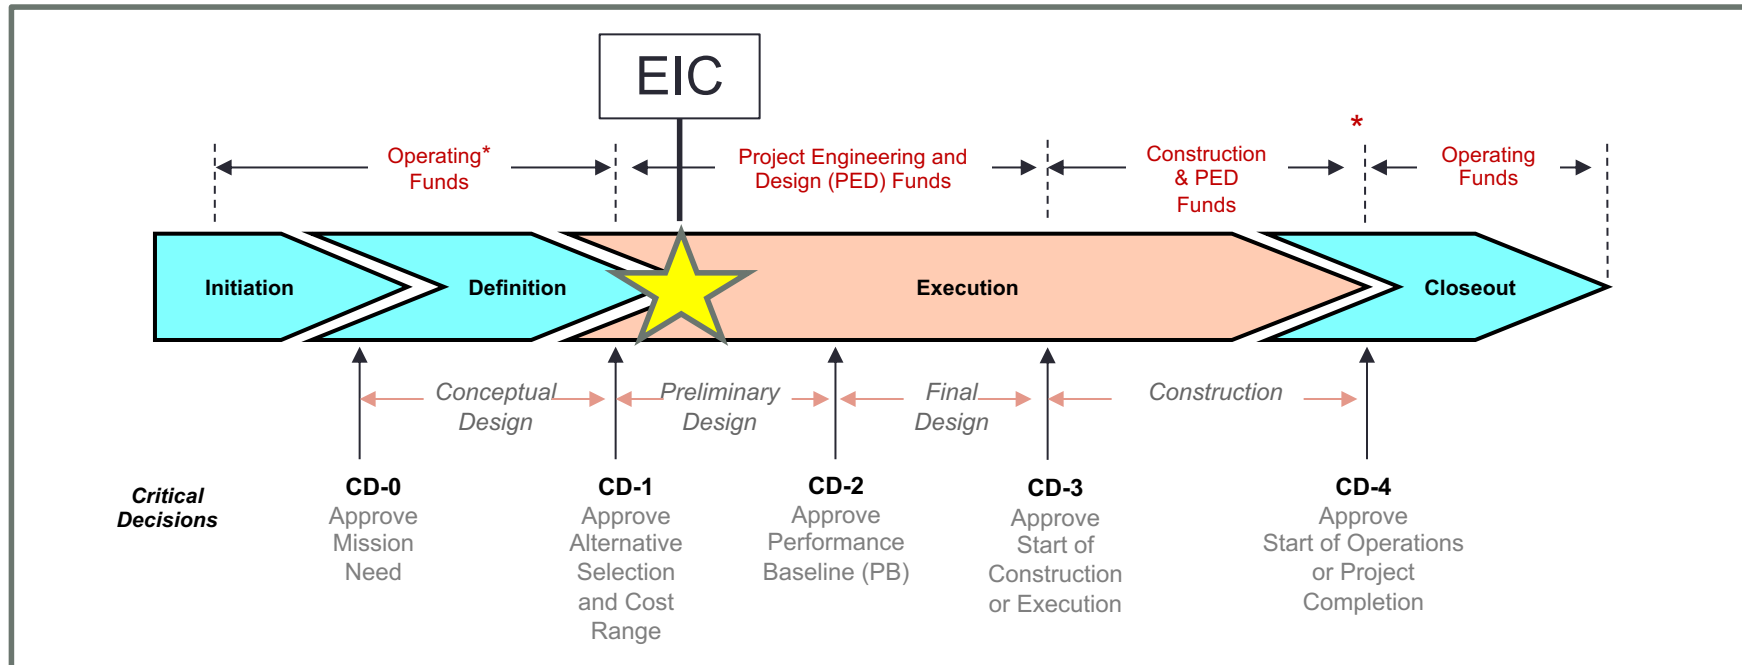 EIC
*
Operating*
Funds
Project Engineering and
Design (PED) Funds
Construction
& PED
Funds
Operating
Funds
Initiation
Definition
Execution
Closeout
Conceptual
Design
Preliminary
Design
Final
Design
Construction
Critical
Decisions
CD-0
Approve
Mission
Need
CD-1
Approve
Alternative
Selection
and Cost
Range
CD-2
Approve
Performance
Baseline (PB)
CD-3
Approve
Start of
Construction
or Execution
CD-4
Approve
Start of Operations
or Project
Completion